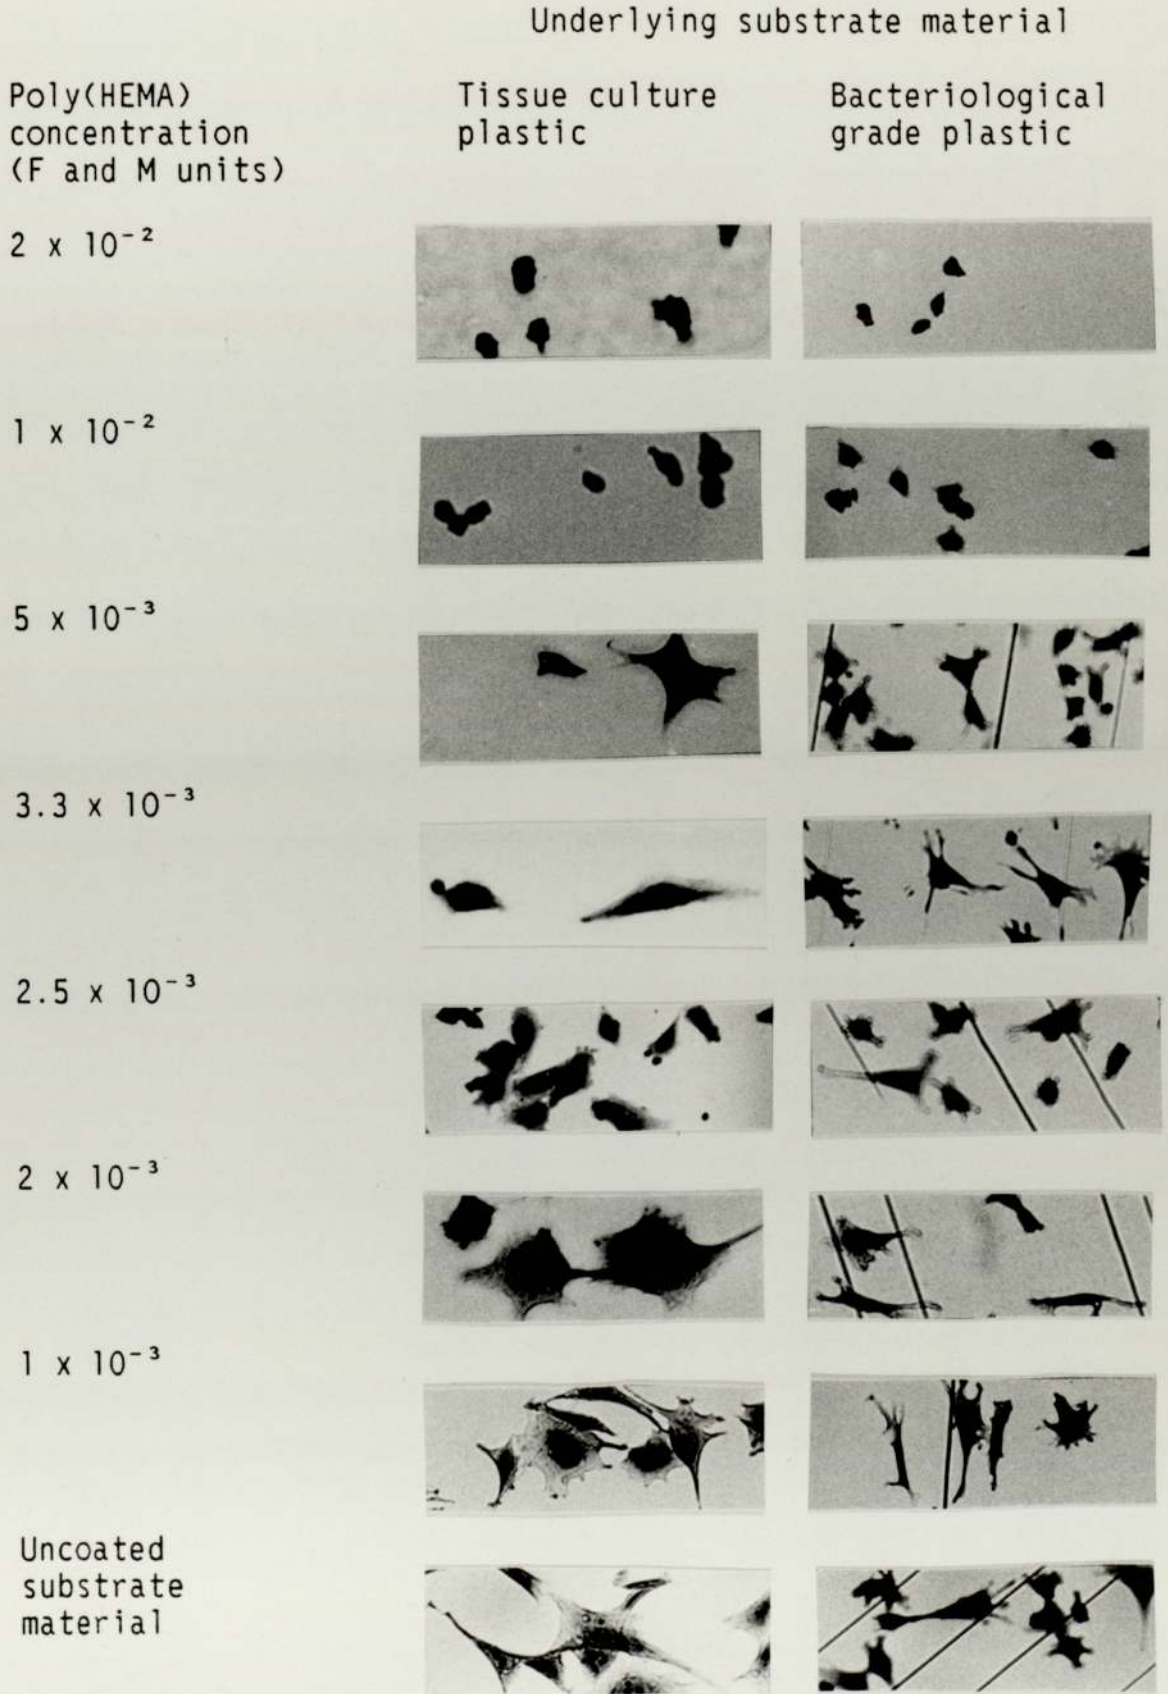 Underlying substrate material
Poly(HEMA)
concentration
(F and M units)
Tissue culture
plastic
Bacteriological
grade plastic
2 x 10⁻²
1 x 10⁻²
5 x 10⁻³
3.3 x 10⁻³
2.5 x 10⁻³
2 x 10⁻³
1 x 10⁻³
Uncoated
substrate
material